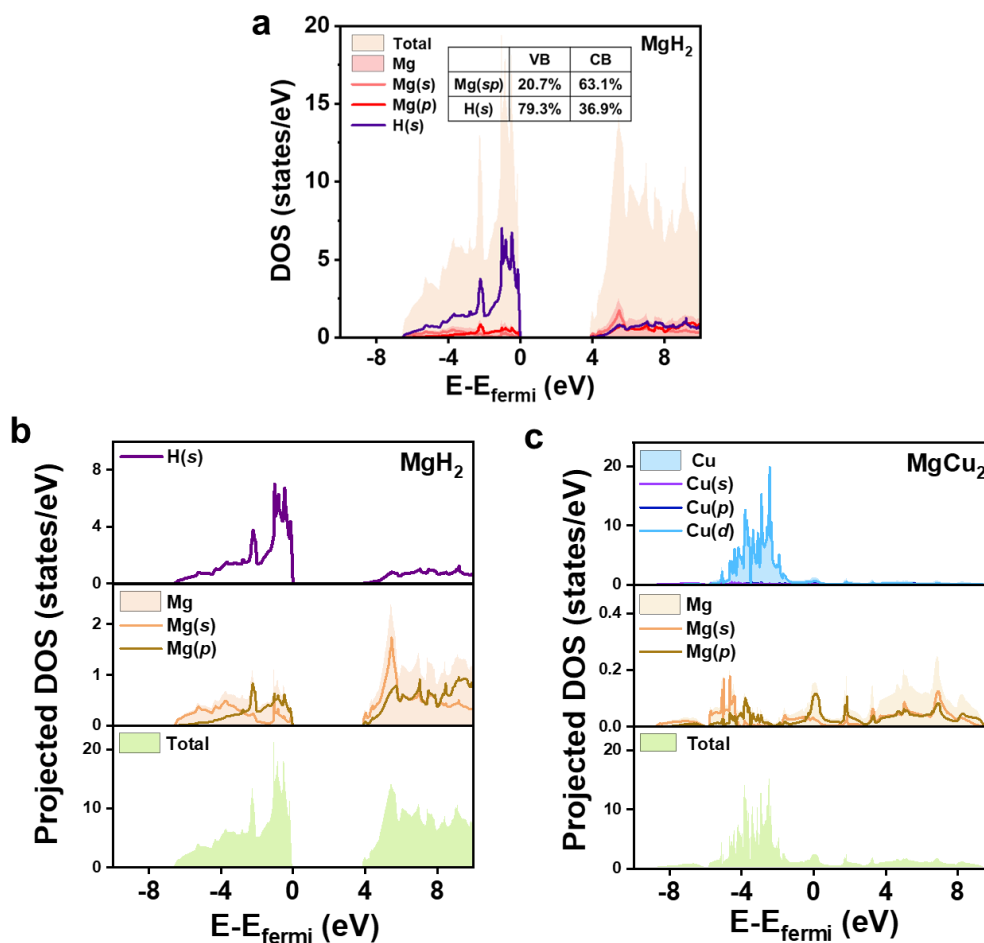 a
20
15
10
5
0
DOS (states/eV)
Total
Mg
Mg(s)
Mg(p)
H(s)
MgH2
VB CB
Mg(sp) 20.7% 63.1%
H(s) 79.3% 36.9%
-8 -4 0 4 8
E-Efermi (eV)
b
Projected DOS (states/eV)
H(s)
MgH2
8
4
0
Mg
Mg(s)
Mg(p)
2
1
0
Total
20
10
0
-8 -4 0 4 8
E-Efermi (eV)
c
Projected DOS (states/eV)
Cu
Cu(s)
Cu(p)
Cu(d)
MgCu2
20
10
0
Mg
Mg(s)
Mg(p)
0.4
0.2
0.0
Total
20
10
0
-8 -4 0 4 8
E-Efermi (eV)